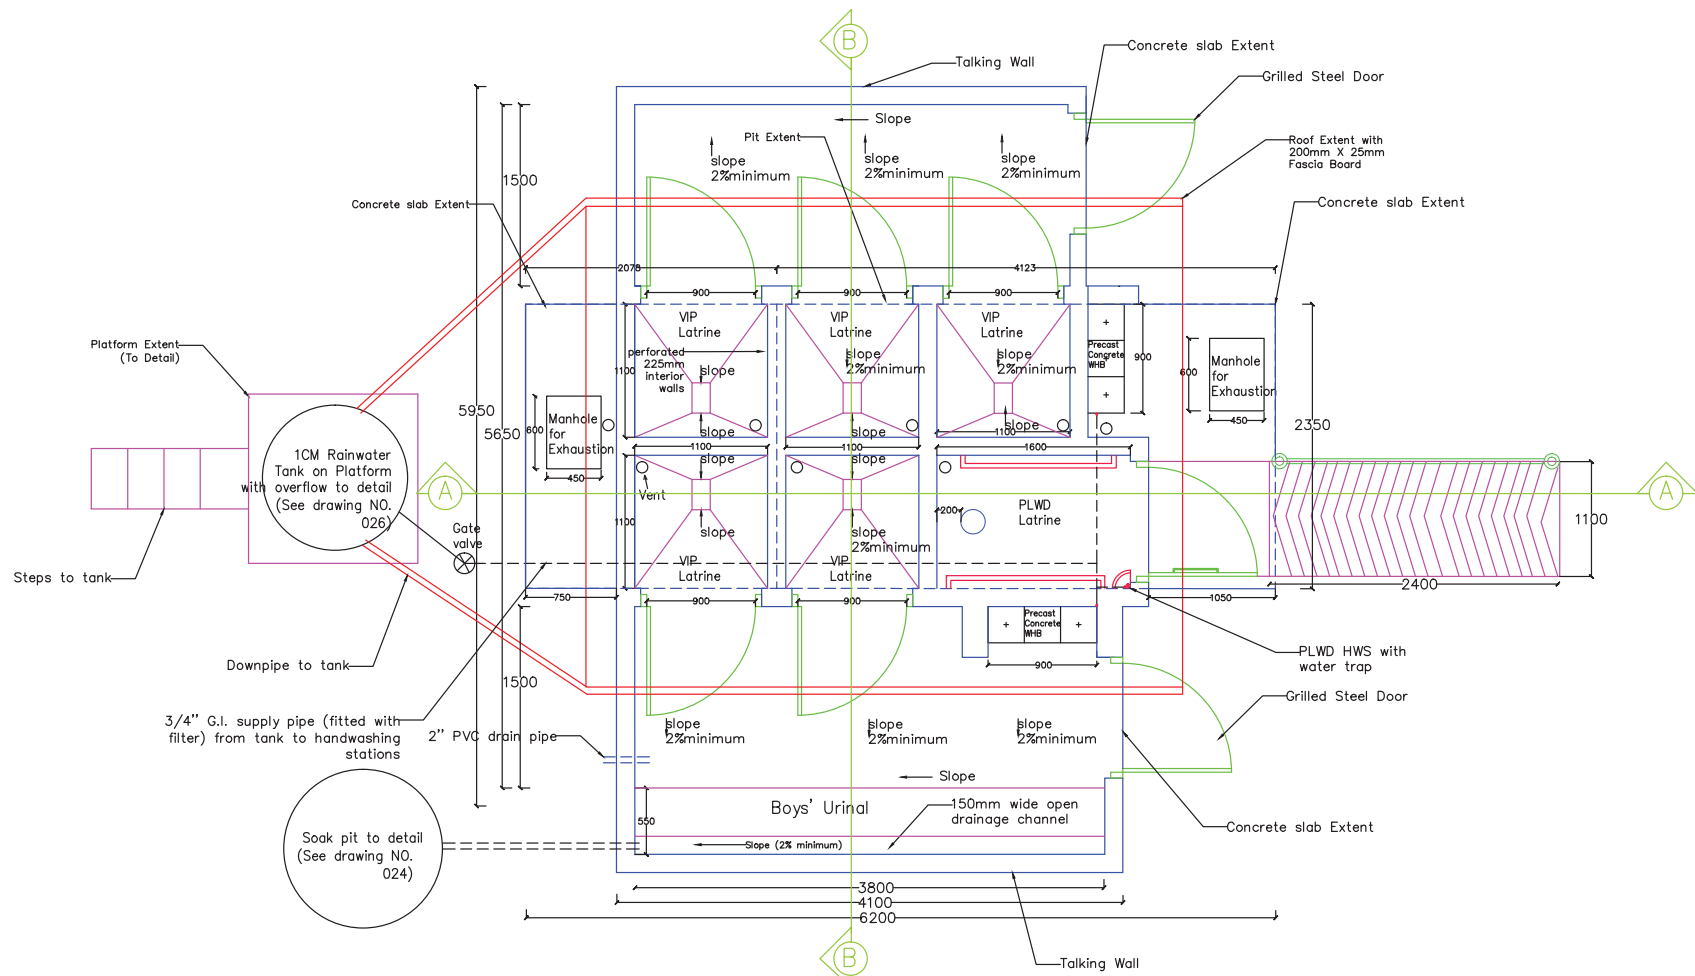 B
Concrete slab Extent
Talking Wall
Grilled Steel Door
Slope
Pit Extent
Roof Extent with
200mm X 25mm
Fascia Board
slope
2%minimum
slope
2%minimum
slope
2%minimum
1500
Concrete slab Extent
Concrete slab Extent
4123
900
900
900
VIP
Latrine
VIP
Latrine
VIP
Latrine
Platform Extent
(To Detail)
perforated
225mm
interior
walls
Precast
Concrete
WHB
900
600
Manhole
for
Exhaustion
450
2350
slope
slope
2%minimum
slope
2%minimum
1100
5950
5650
600
Manhole
for
Exhaustion
450
slope
slope
slope
1100
1100
1100
1600
1CM Rainwater
Tank on Platform
with overflow to detail
(See drawing NO.
026)
A
slope
slope
Vent
PLWD
Latrine
200
A
1100
Gate
valve
1100
slope
slope
2%minimum
VIP
Latrine
VIP
Latrine
Steps to tank
2400
750
900
900
1050
Precast
Concrete
WHB
900
Downpipe to tank
PLWD HWS with
water trap
1500
Grilled Steel Door
3/4’’ G.I. supply pipe (fitted with
filter) from tank to handwashing
stations
2’’ PVC drain pipe
slope
2%minimum
slope
2%minimum
slope
2%minimum
Slope
Boys’ Urinal
150mm wide open
drainage channel
550
Concrete slab Extent
Soak pit to detail
(See drawing NO.
024)
Slope (2% minimum)
3800
4100
6200
B
Talking Wall